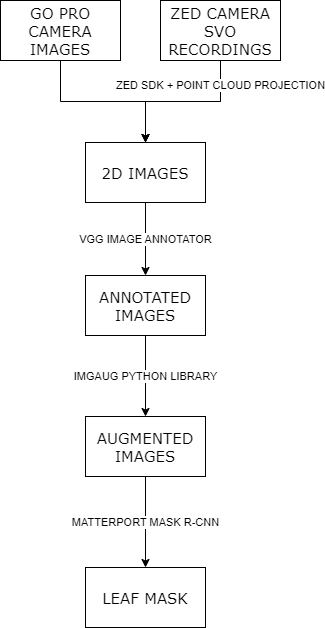 GO PRO
CAMERA
IMAGES
ZED CAMERA
SVO
RECORDINGS
ZED SDK + POINT CLOUD PROJECTION
2D IMAGES
VGG IMAGE ANNOTATOR
ANNOTATED
IMAGES
IMGAUG PYTHON LIBRARY
AUGMENTED
IMAGES
MATTERPORT MASK R-CNN
LEAF MASK